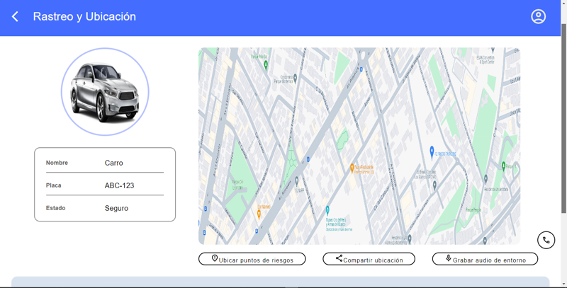 Rastreo y Ubicación
Nombre Carro
Placa ABC-123
Estado Seguro
Ubicar puntos de riesgos
Compartir ubicación
Grabar audio de entorno